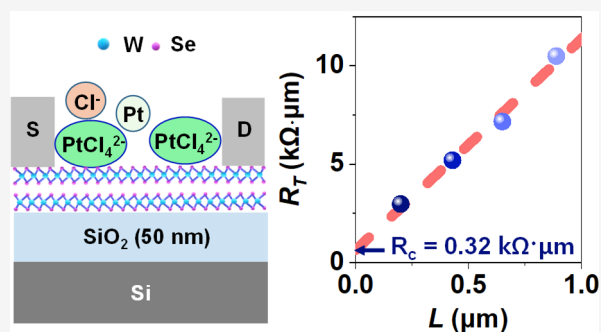 W Se
S
Cl-
Pt
D
PtCl₄²⁻
PtCl₄²⁻
SiO₂ (50 nm)
Si
R_T (kΩ·μm)
10
5
0
R_c = 0.32 kΩ·μm
0.0 0.5 1.0
L (μm)